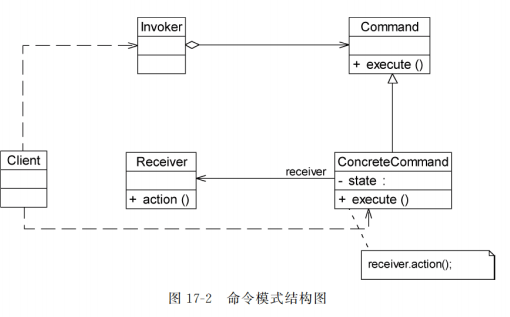 Invoker
Command
+ execute ()
Client
Receiver
+ action ()
receiver
ConcreteCommand
- state :
+ execute ()
receiver.action();
图 17-2 命令模式结构图